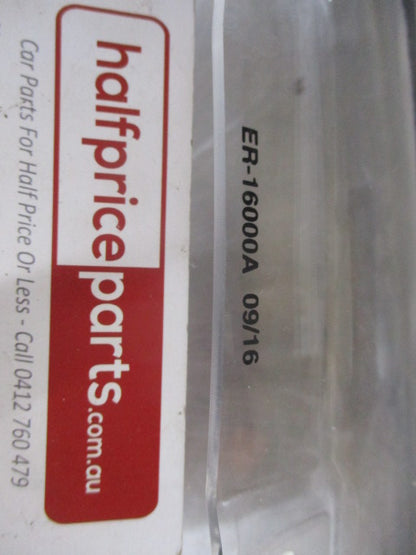 halfpriceparts.com.au
Car Parts For Half Price Or Less - Call 0412 760 479
ER-16000A 09/16